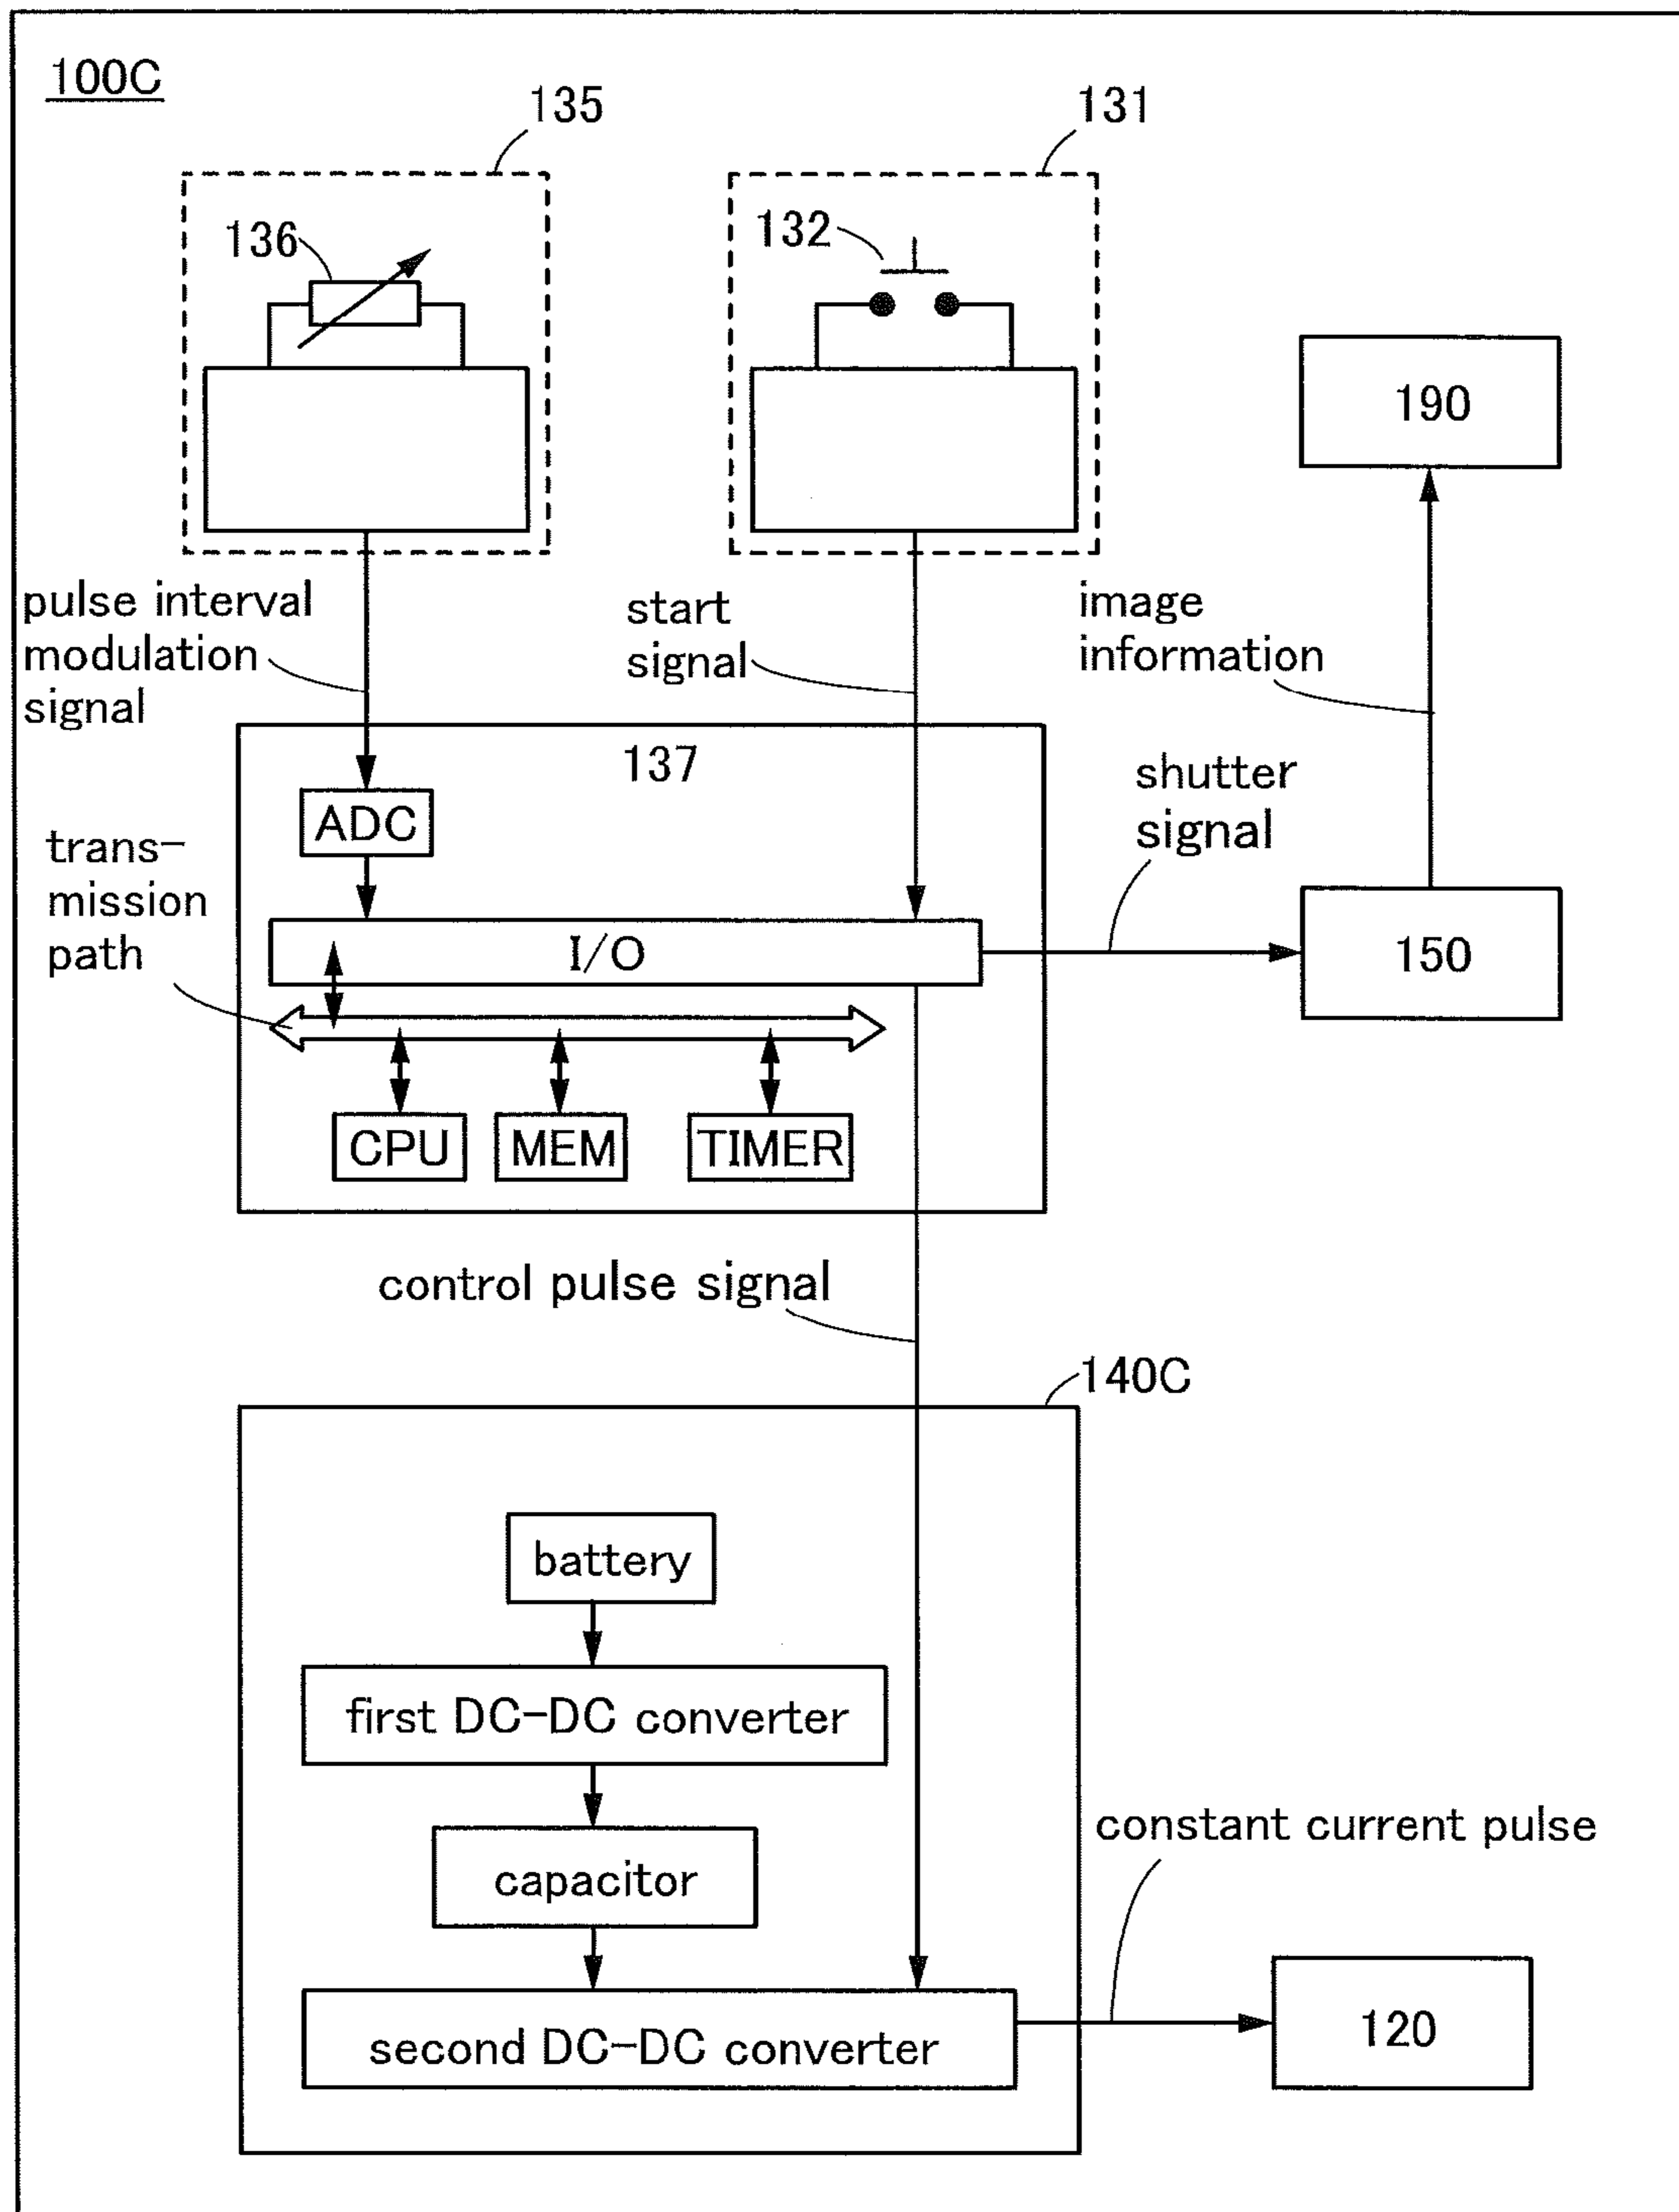 100C
135
131
136
132
190
pulse interval
modulation
signal
start
signal
image
information
137
shutter
signal
ADC
trans-
mission
path
I/O
150
CPU
MEM
TIMER
control pulse signal
140C
battery
first DC-DC converter
capacitor
constant current pulse
second DC-DC converter
120